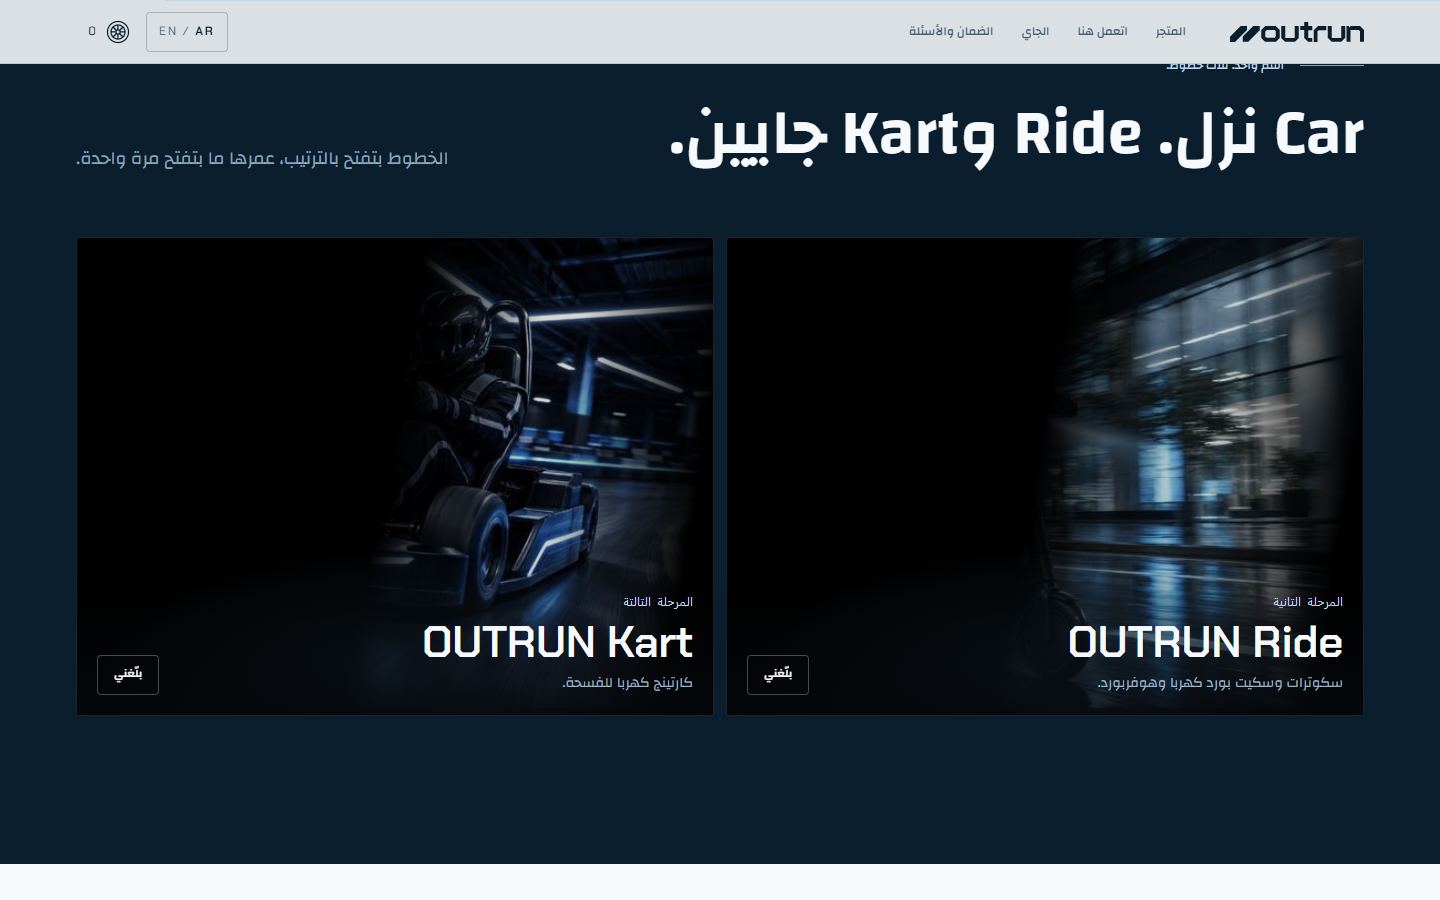 outrun
المتجر
اتعمل هنا
الجاي
الضمان والأسئلة
EN / AR
0
Car نزل. Ride وKart جايين.
الخطوط بتفتح بالترتيب، عمرها ما بتفتح مرة واحدة.
المرحلة التانية
OUTRUN Ride
سكوترات وسكيت بورد كهربا وهوفربورد.
بلّغني
المرحلة التالتة
OUTRUN Kart
كارتينج كهربا للفسحة.
بلّغني